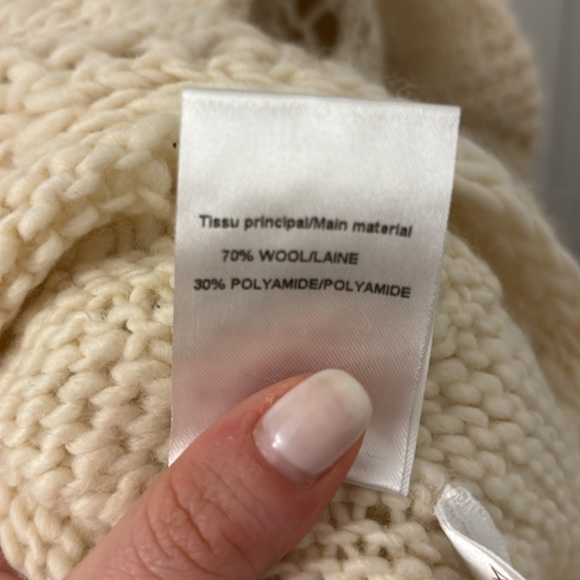 Tissu principal/Main material
70% WOOL/LAINE
30% POLYAMIDE/POLYAMIDE